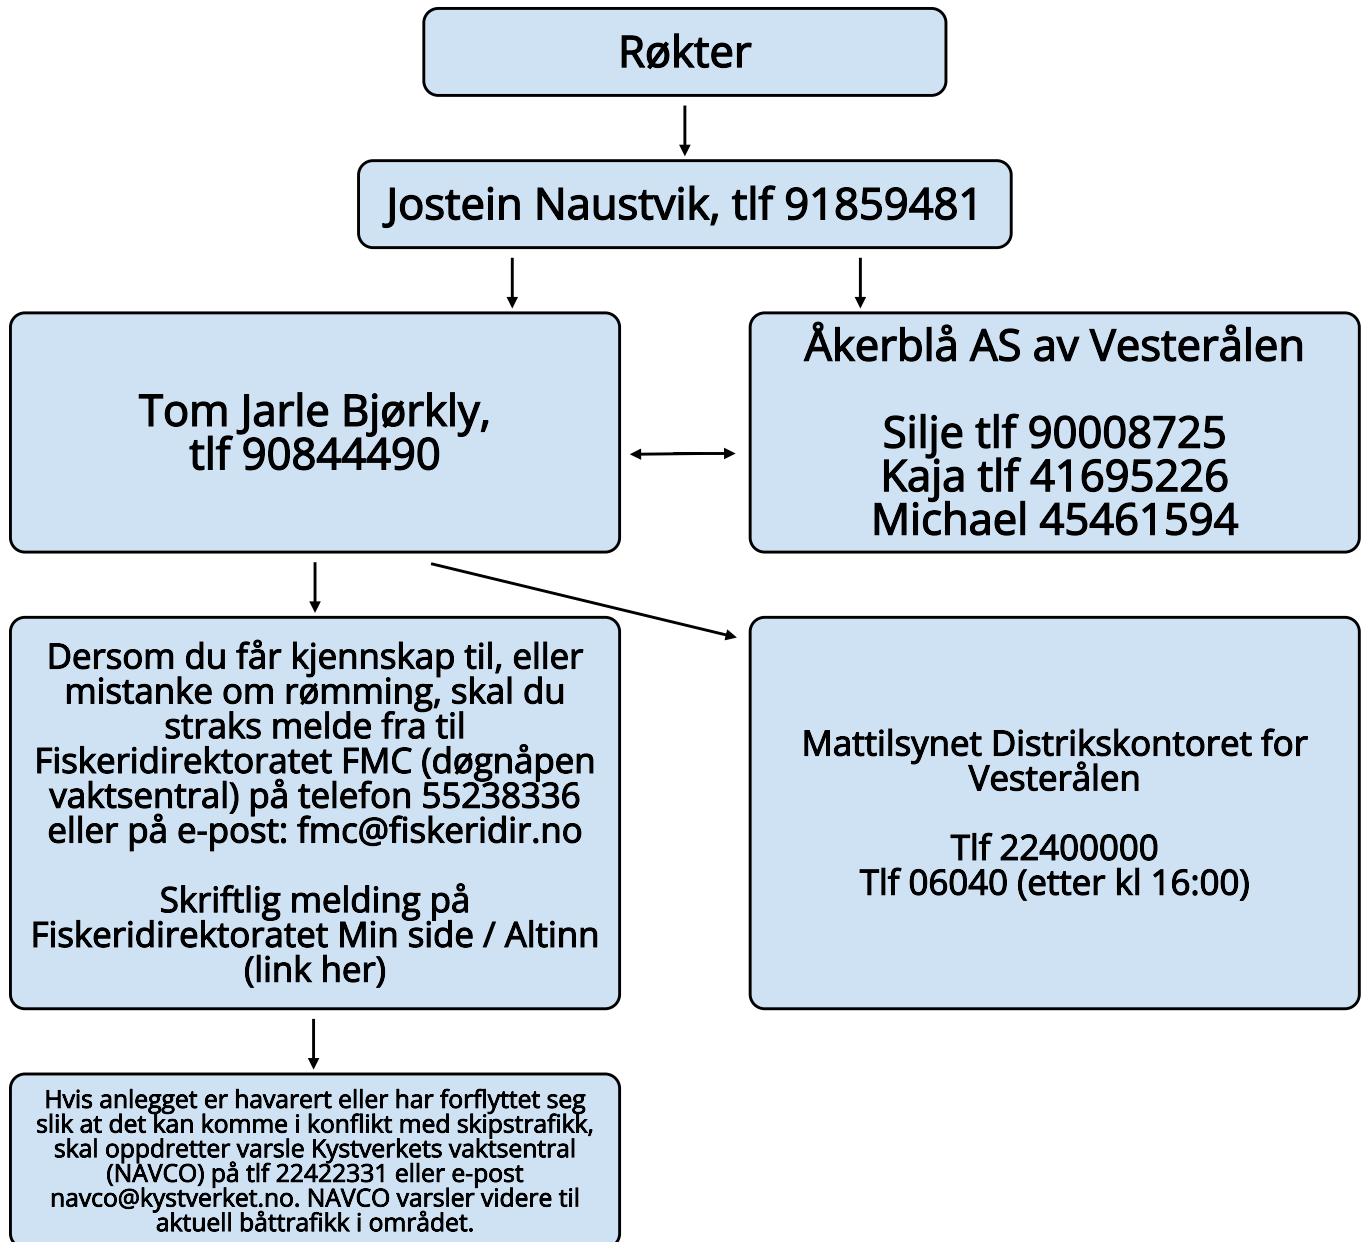 Røkter
Jostein Naustvik, tlf 91859481
Tom Jarle Bjørkly,
tlf 90844490
Åkerblå AS av Vesterålen
Silje tlf 90008725
Kaja tlf 41695226
Michael 45461594
Dersom du får kjennskap til, eller
mistanke om rømming, skal du
straks melde fra til
Fiskeridirektoratet FMC (døgnåpen
vaktsentral) på telefon 55238336
eller på e-post: fmc@fiskeridir.no
Skriftlig melding på
Fiskeridirektoratet Min side / Altinn
(link her)
Mattilsynet Distrikskontoret for
Vesterålen
Tlf 22400000
Tlf 06040 (etter kl 16:00)
Hvis anlegget er havarert eller har forflyttet seg
slik at det kan komme i konflikt med skipstrafikk,
skal oppdretter varsle Kystverkets vaktsentral
(NAVCO) på tlf 22422331 eller e-post
navco@kystverket.no. NAVCO varsler videre til
aktuell båttrafikk i området.